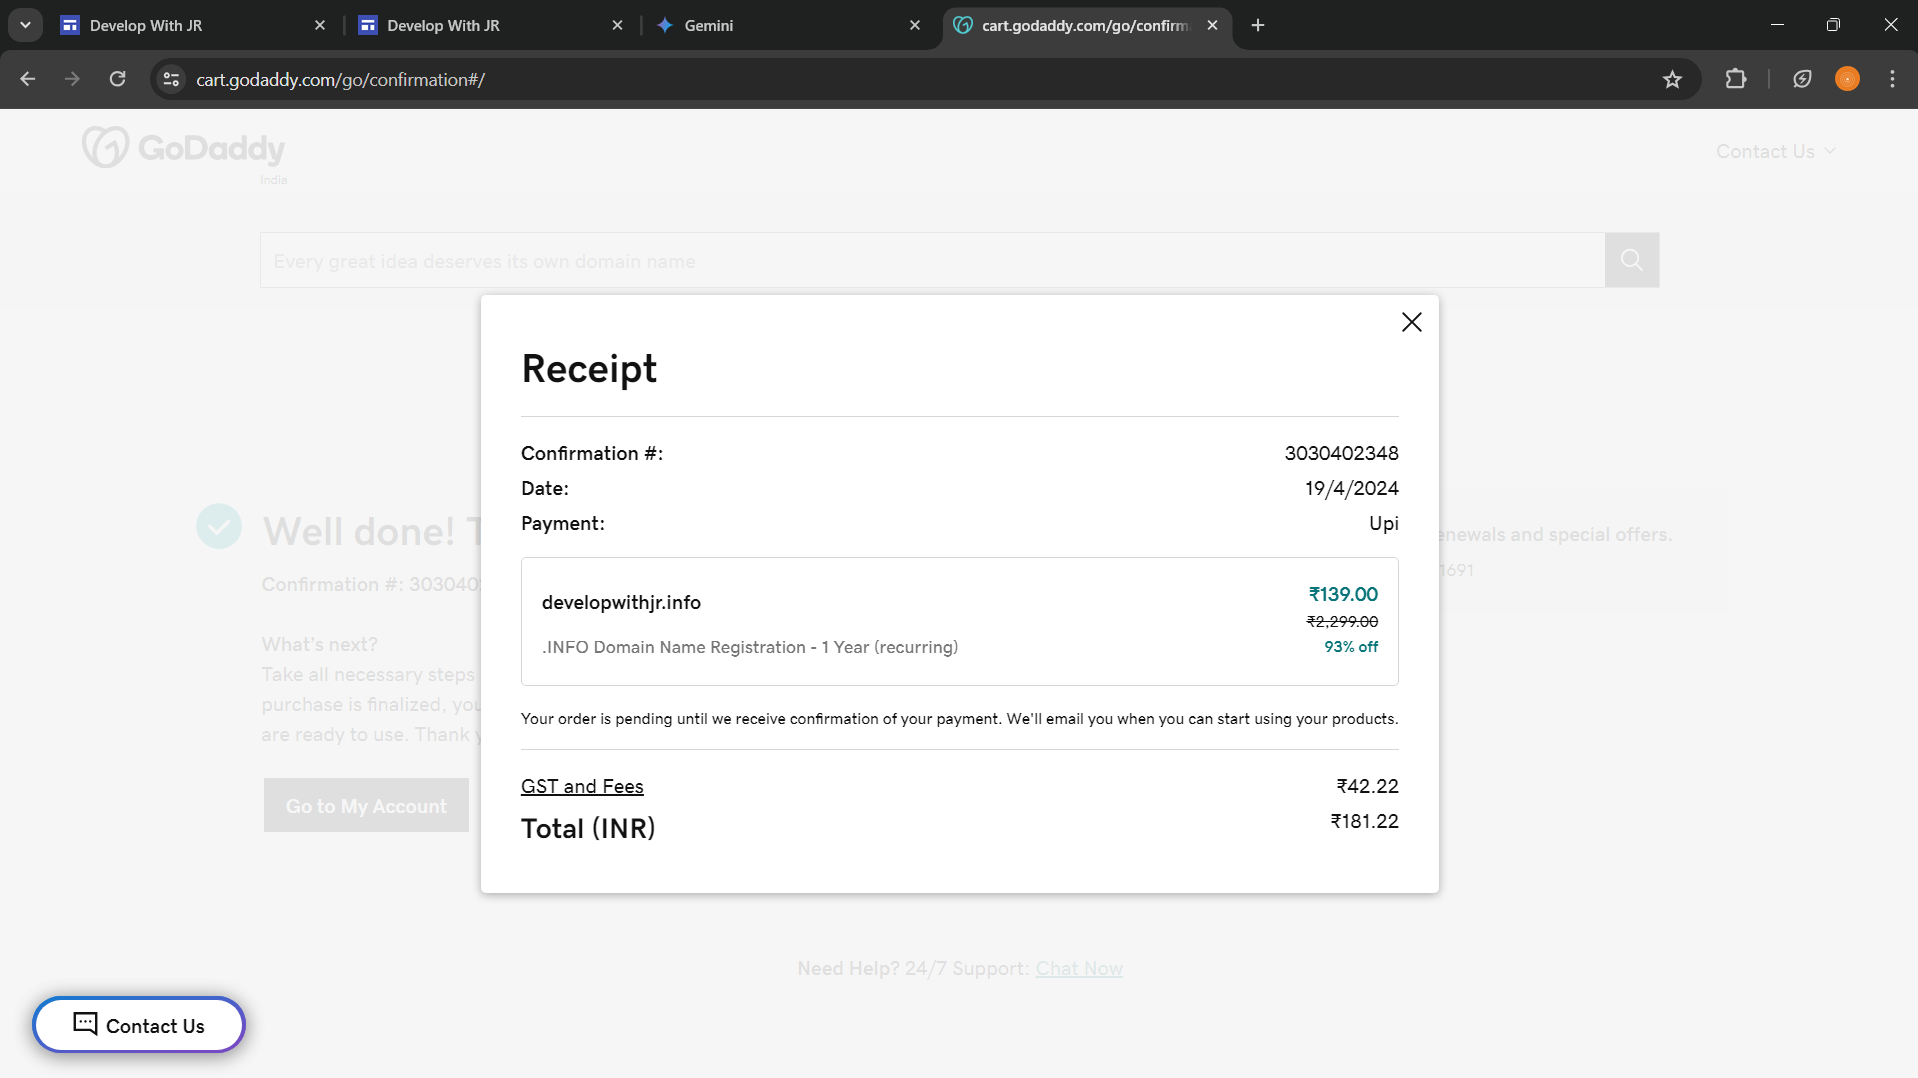 Develop With JR
Develop With JR
Gemini
cart.godaddy.com/go/confirm
cart.godaddy.com/go/confirmation#/
GoDaddy
India
Contact Us
Every great idea deserves its own domain name
Receipt
Confirmation #: 3030402348
Date: 19/4/2024
Payment: Upi
developwithjr.info ₹139.00
₹2,299.00
.INFO Domain Name Registration - 1 Year (recurring) 93% off
Your order is pending until we receive confirmation of your payment. We'll email you when you can start using your products.
GST and Fees ₹42.22
Total (INR) ₹181.22
Well done! T
Confirmation #: 303040
What's next?
Take all necessary steps
purchase is finalized, you
are ready to use. Thank y
Go to My Account
enewals and special offers.
1691
Need Help? 24/7 Support: Chat Now
Contact Us